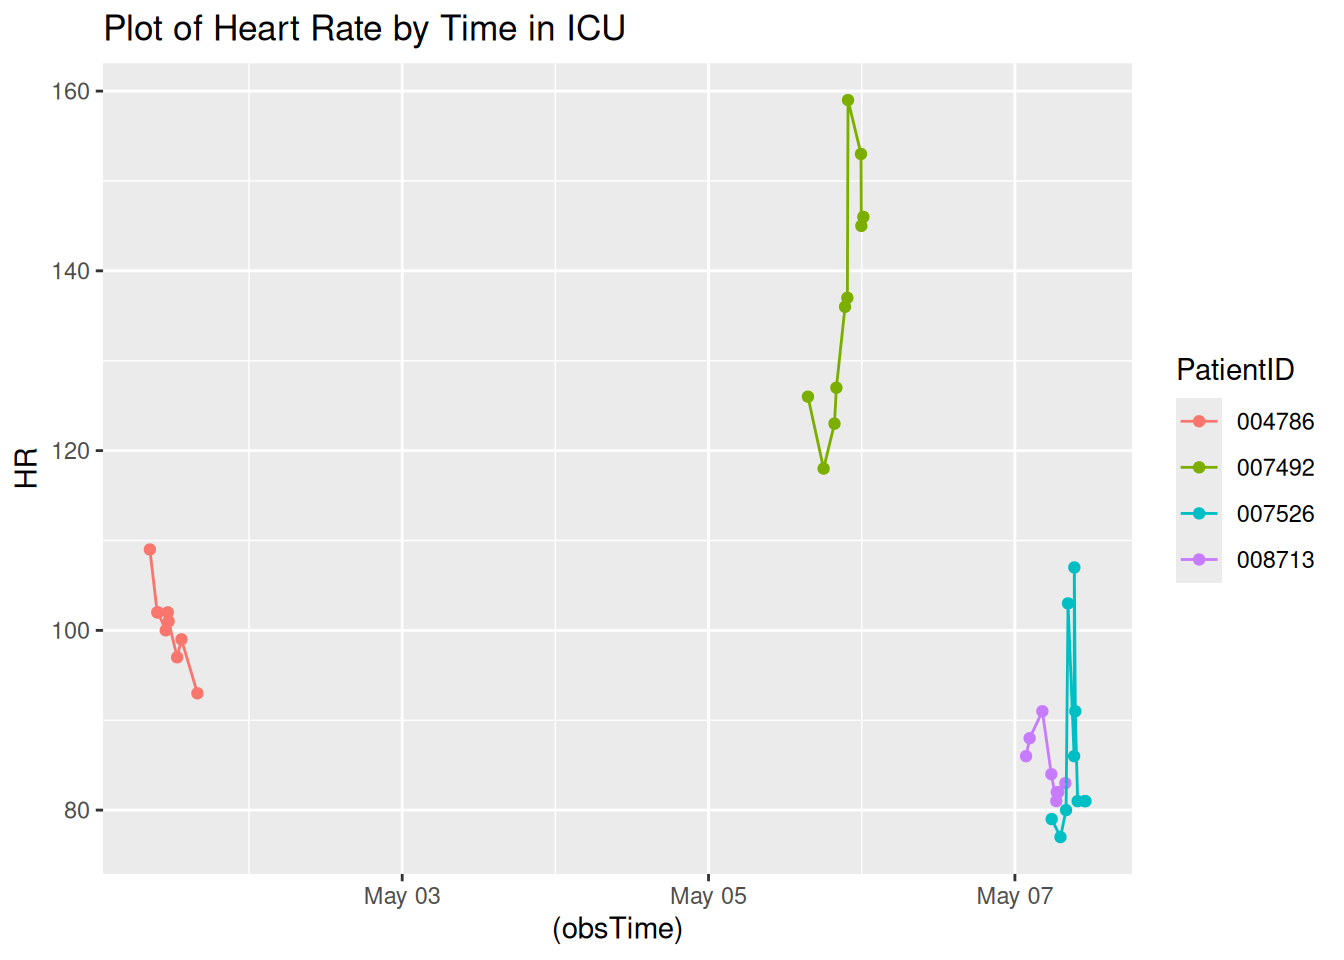 Plot of Heart Rate by Time in ICU
160
140
120
100
80
HR
May 03
May 05
May 07
(obsTime)
PatientID
004786
007492
007526
008713